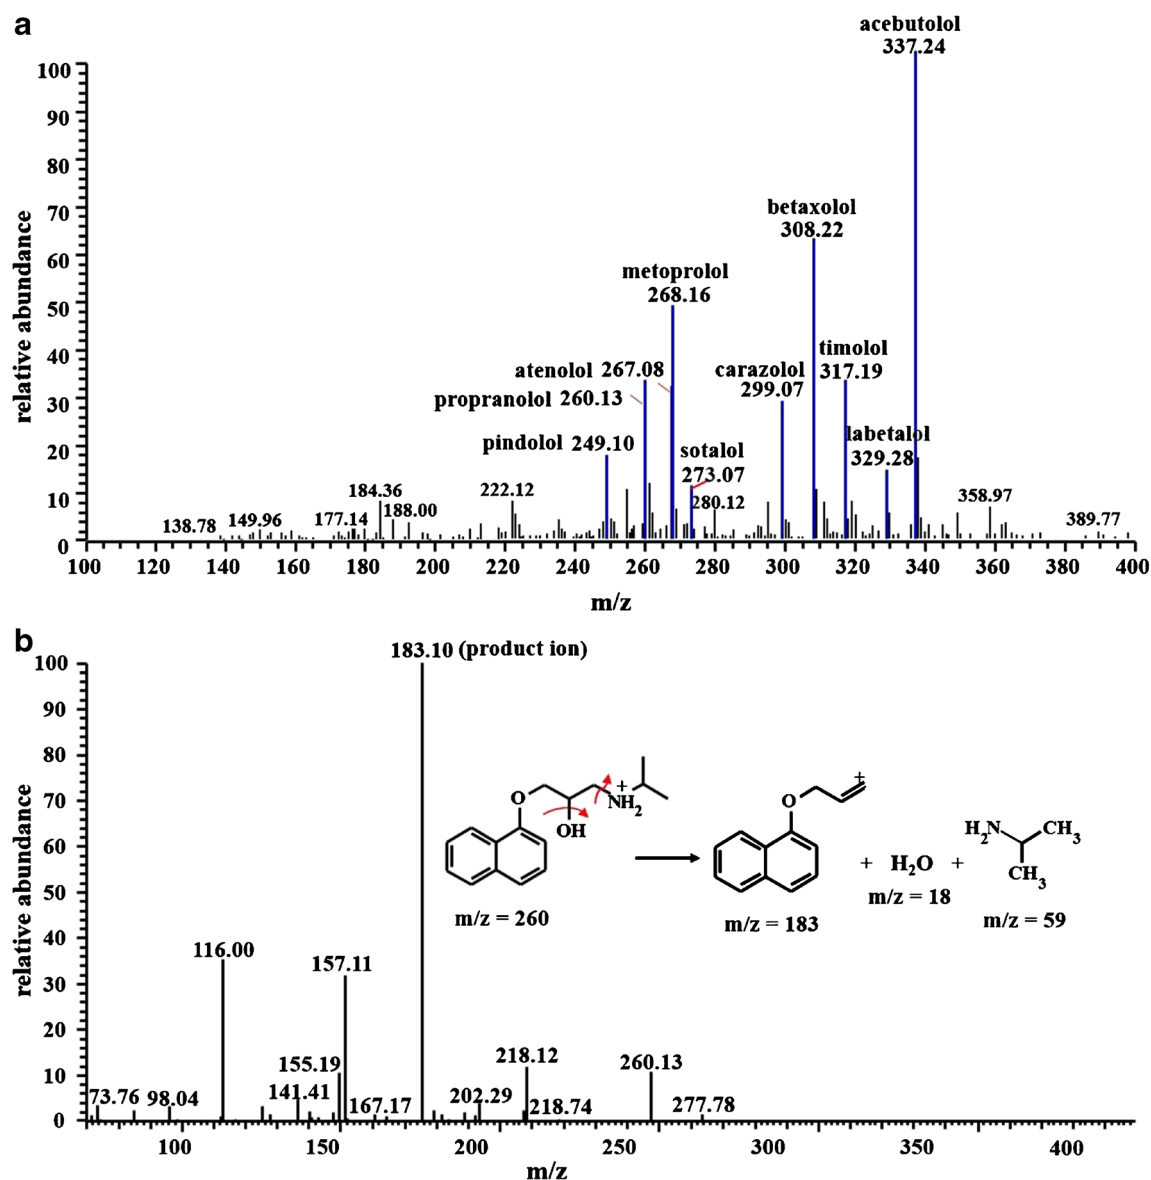 a
acebutolol
337.24
relative abundance
100
90
80
70
60
50
40
30
20
10
0
betaxolol
308.22
metoprolol
268.16
timolol
317.19
atenolol 267.08
carazolol
299.07
propranolol 260.13
labetalol
329.28
pindolol 249.10
sotalol
273.07
280.12
138.78
149.96
177.14
184.36
188.00
222.12
358.97
389.77
100 120 140 160 180 200 220 240 260 280 300 320 340 360 380 400
m/z
b
183.10 (product ion)
relative abundance
100
90
80
70
60
50
40
30
20
10
0
O
OH
+
NH2
m/z = 260
O
+
m/z = 183
+ H2O +
m/z = 18
H2N
CH3
CH3
m/z = 59
116.00
157.11
155.19
141.41
73.76
98.04
167.17
202.29
218.12
218.74
260.13
277.78
100 150 200 250 300 350 400
m/z